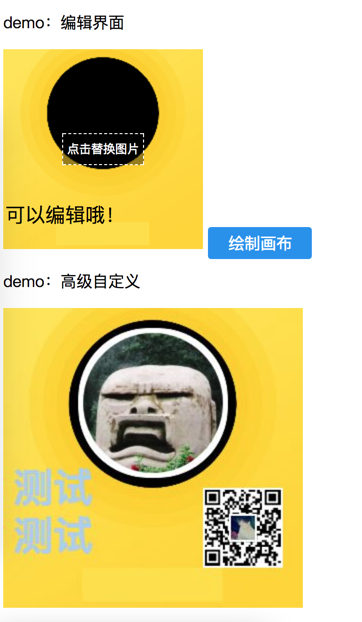 demo：编辑界面
点击替换图片
可以编辑哦！
绘制画布
demo：高级自定义
测试
测试